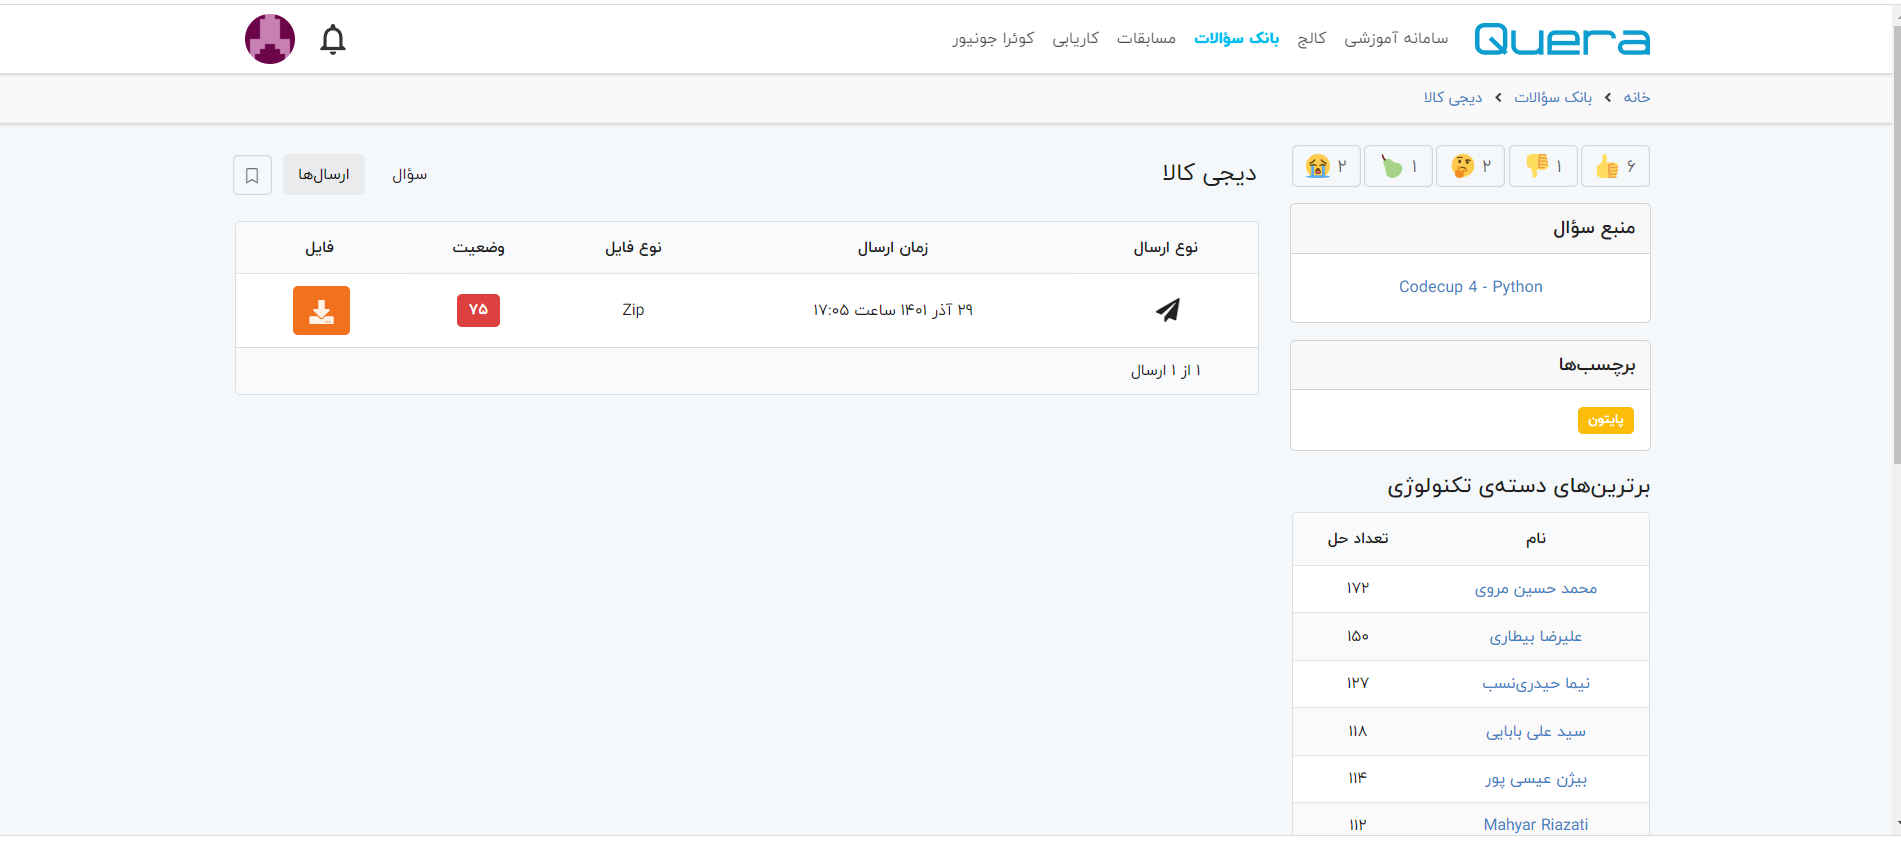 Quera
سامانه آموزشی کالج بانک سؤالات مسابقات کاریابی کوئرا جونیور
خانه
بانک سؤالات
دیجی کالا
۶ ۱ ۲ ۱ ۲
منبع سؤال
Codecup 4 - Python
برچسب‌ها
پایتون
برترین‌های دسته‌ی تکنولوژی
نام تعداد حل
محمد حسین مروی ۱۷۲
علیرضا بیطاری ۱۵۰
نیما حیدری‌نسب ۱۲۷
سید علی بابایی ۱۱۸
بیژن عیسی پور ۱۱۴
Mahyar Riazati ۱۱۲
دیجی کالا
سؤال ارسال‌ها
نوع ارسال زمان ارسال نوع فایل وضعیت فایل
۲۹ آذر ۱۴۰۱ ساعت ۱۷:۰۵ Zip ۷۵
۱ از ۱ ارسال